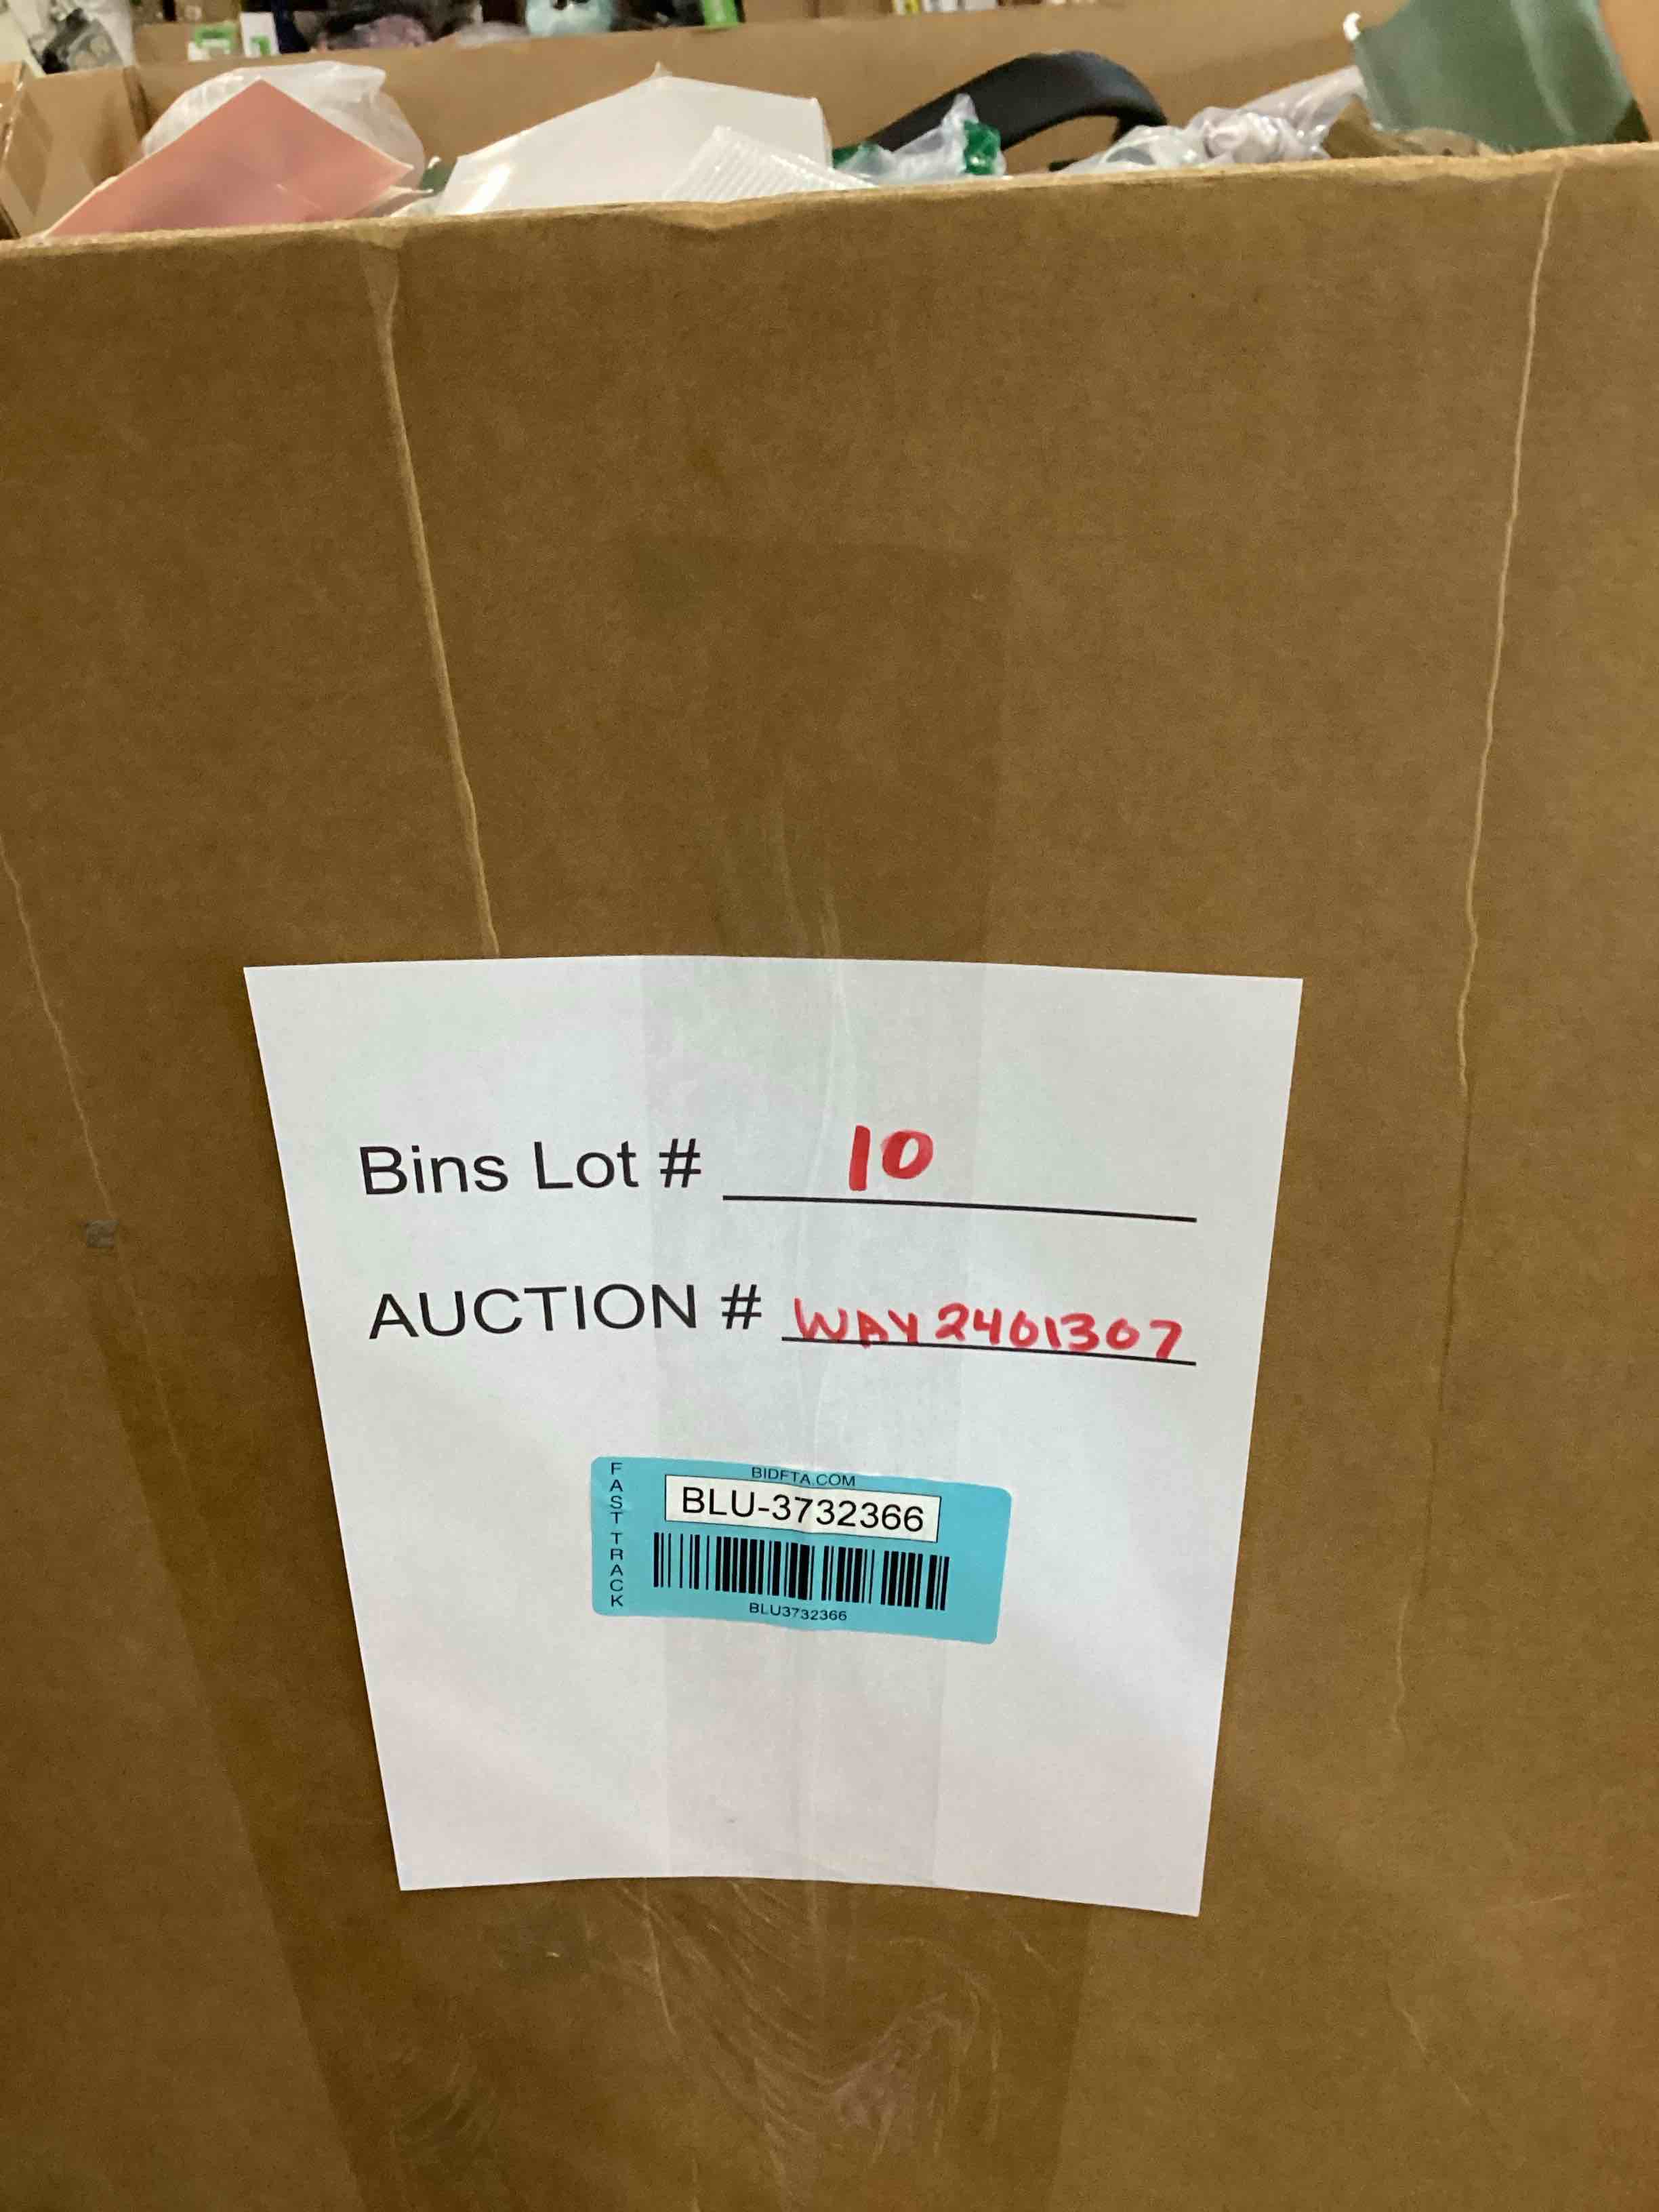 Bins Lot # 10
AUCTION # WAY2401307
FAST TRACK
BIDFTA.COM
BLU-3732366
BLU3732366